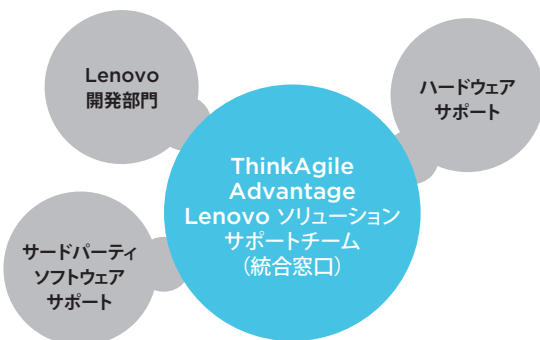 Lenovo
開発部門
ハードウェア
サポート
ThinkAgile
Advantage
Lenovo ソリューション
サポートチーム
（統合窓口）
サードパーティ
ソフトウェア
サポート